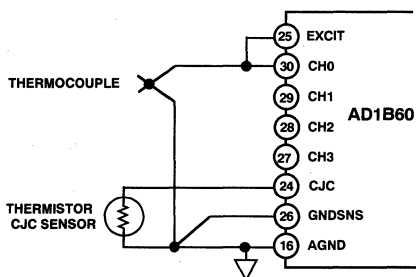 25 EXCIT
30 CH0
THERMOCOUPLE
29 CH1
AD1B60
28 CH2
27 CH3
24 CJC
THERMISTOR
CJC SENSOR
26 GNDSNS
16 AGND